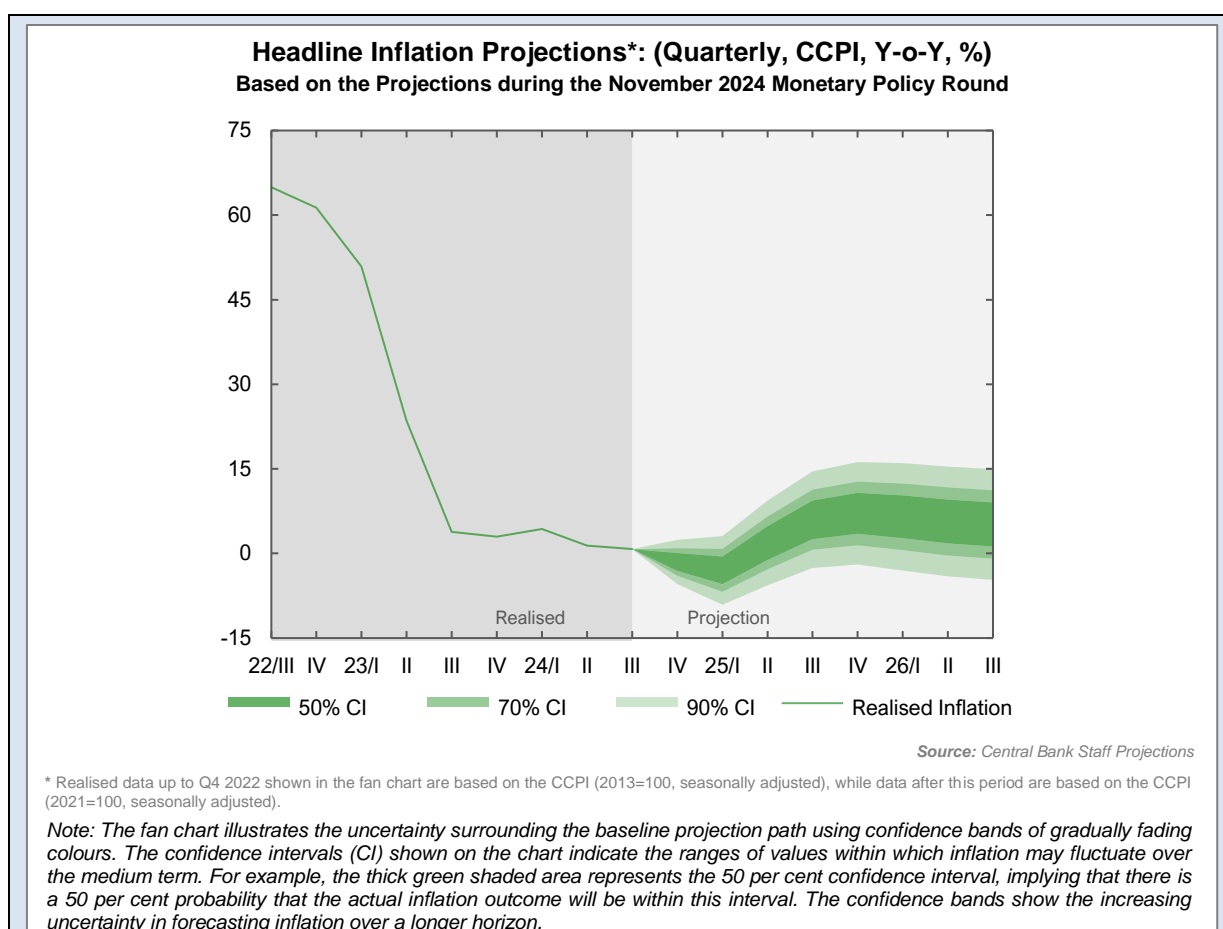 Headline Inflation Projections*: (Quarterly, CCPI, Y-o-Y, %)
Based on the Projections during the November 2024 Monetary Policy Round
75
60
45
30
15
0
-15
Realised
Projection
22/III IV 23/I II III IV 24/I II III IV 25/I II III IV 26/I II III
50% CI 70% CI 90% CI Realised Inflation
Source: Central Bank Staff Projections
* Realised data up to Q4 2022 shown in the fan chart are based on the CCPI (2013=100, seasonally adjusted), while data after this period are based on the CCPI
(2021=100, seasonally adjusted).
Note: The fan chart illustrates the uncertainty surrounding the baseline projection path using confidence bands of gradually fading
colours. The confidence intervals (CI) shown on the chart indicate the ranges of values within which inflation may fluctuate over
the medium term. For example, the thick green shaded area represents the 50 per cent confidence interval, implying that there is
a 50 per cent probability that the actual inflation outcome will be within this interval. The confidence bands show the increasing
uncertainty in forecasting inflation over a longer horizon.